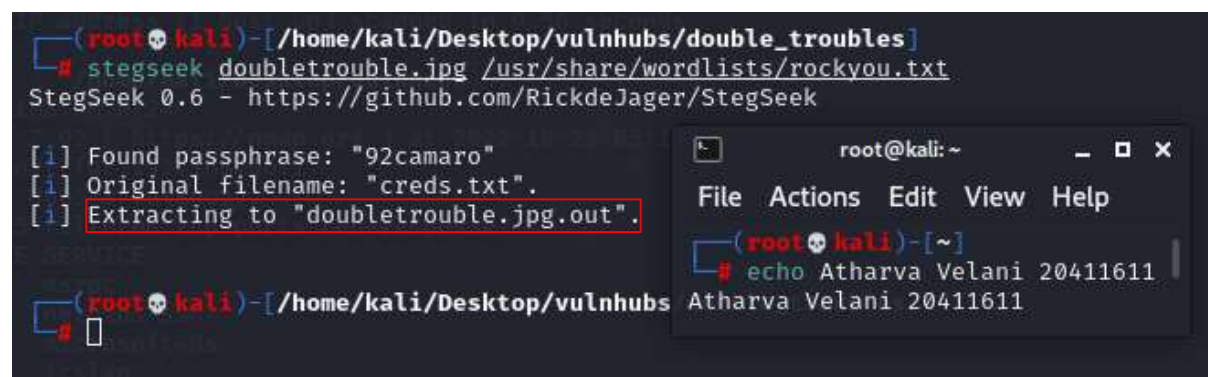 (root💀kali)-[/home/kali/Desktop/vulnhubs/double_troubles]
# stegseek doubletrouble.jpg /usr/share/wordlists/rockyou.txt
StegSeek 0.6 - https://github.com/RickdeJager/StegSeek
[i] Found passphrase: "92camaro"
[i] Original filename: "creds.txt".
[i] Extracting to "doubletrouble.jpg.out".
(root💀kali)-[/home/kali/Desktop/vulnhubs
#
root@kali: ~
File Actions Edit View Help
(root💀kali)-[~]
# echo Atharva Velani 20411611
Atharva Velani 20411611